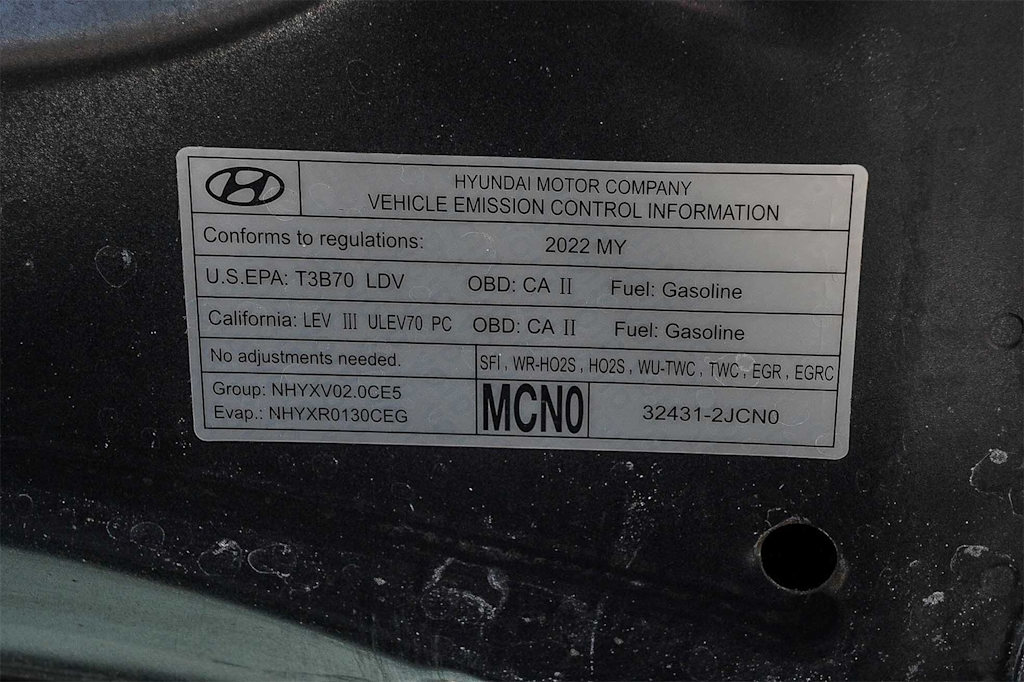 HYUNDAI MOTOR COMPANY
VEHICLE EMISSION CONTROL INFORMATION
Conforms to regulations: 2022 MY
U.S.EPA: T3B70 LDV OBD: CA II Fuel: Gasoline
California: LEV III ULEV70 PC OBD: CA II Fuel: Gasoline
No adjustments needed. SFI , WR-HO2S , HO2S , WU-TWC , TWC , EGR , EGRC
Group: NHYXV02.0CE5
Evap.: NHYXR0130CEG
MCN0 32431-2JCN0